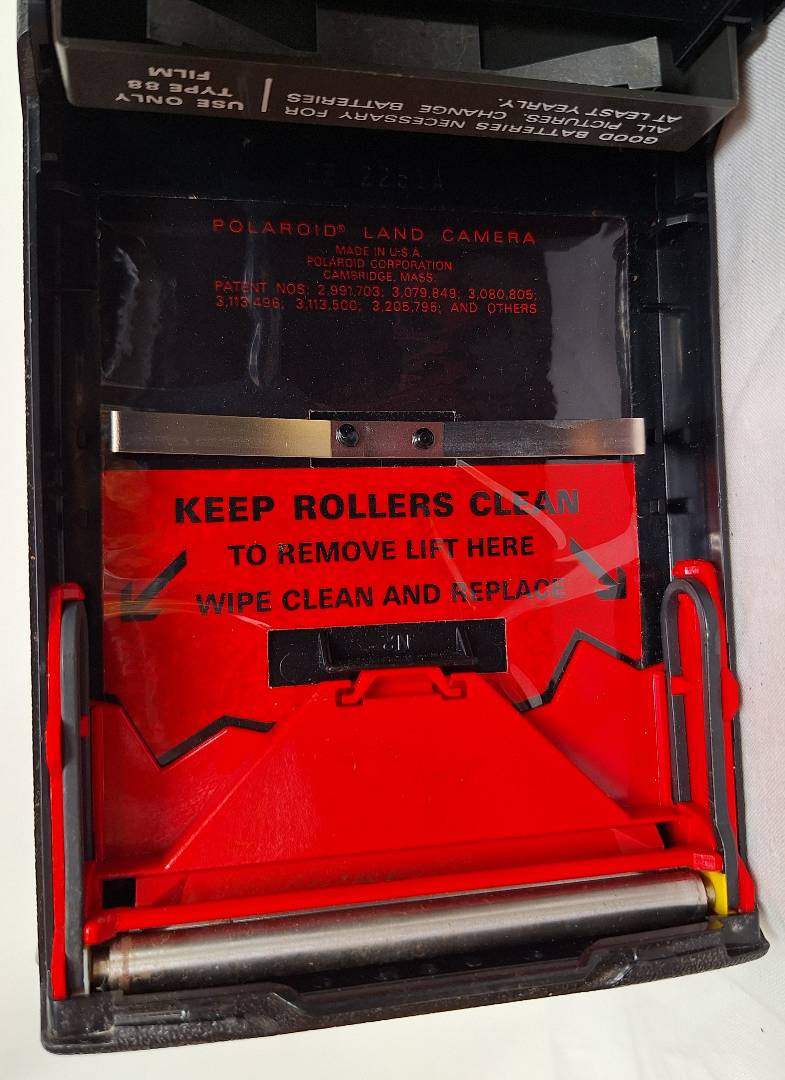 USE ONLY
TYPE 88
FILM
GOOD BATTERIES NECESSARY FOR
ALL PICTURES. CHANGE BATTERIES
AT LEAST YEARLY.
POLAROID® LAND CAMERA
MADE IN U.S.A.
POLAROID CORPORATION
CAMBRIDGE, MASS.
PATENT NOS: 2,991,703; 3,079,849; 3,080,805;
3,113,496; 3,113,500; 3,205,795; AND OTHERS
KEEP ROLLERS CLEAN
TO REMOVE LIFT HERE
WIPE CLEAN AND REPLACE